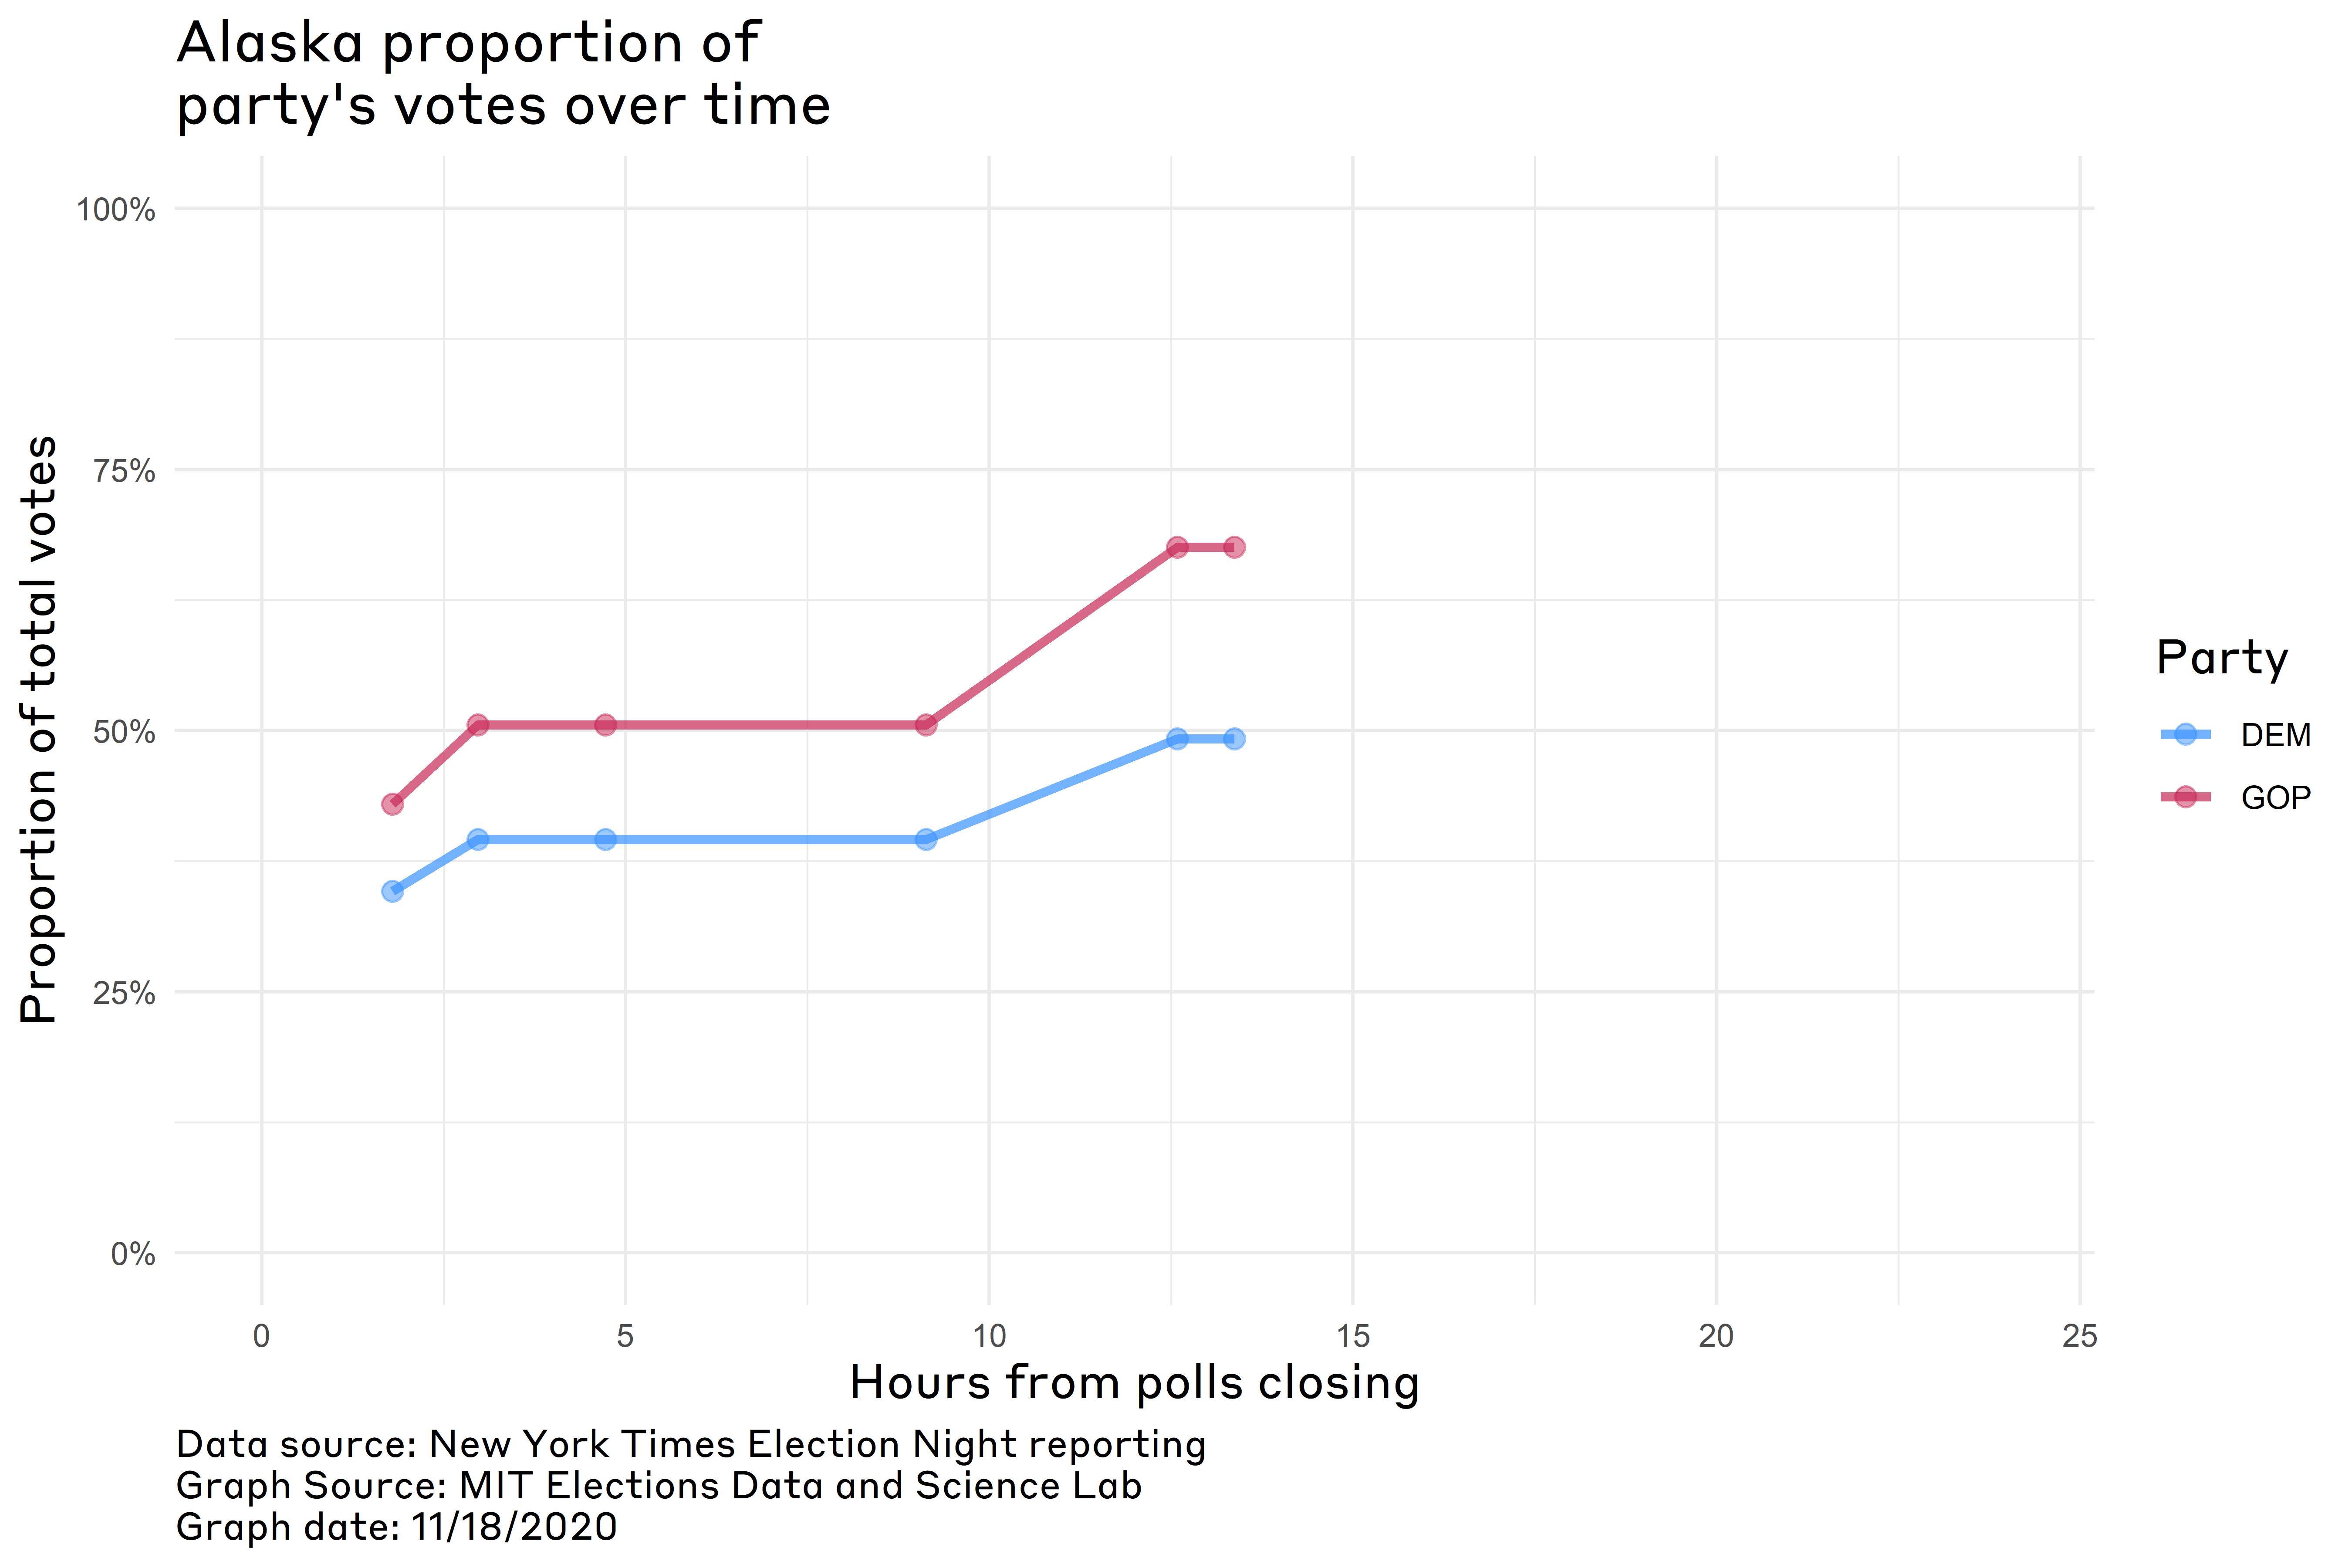 Alaska proportion of
party's votes over time
Proportion of total votes
100%
75%
50%
25%
0%
0 5 10 15 20 25
Hours from polls closing
Party
DEM
GOP
Data source: New York Times Election Night reporting
Graph Source: MIT Elections Data and Science Lab
Graph date: 11/18/2020